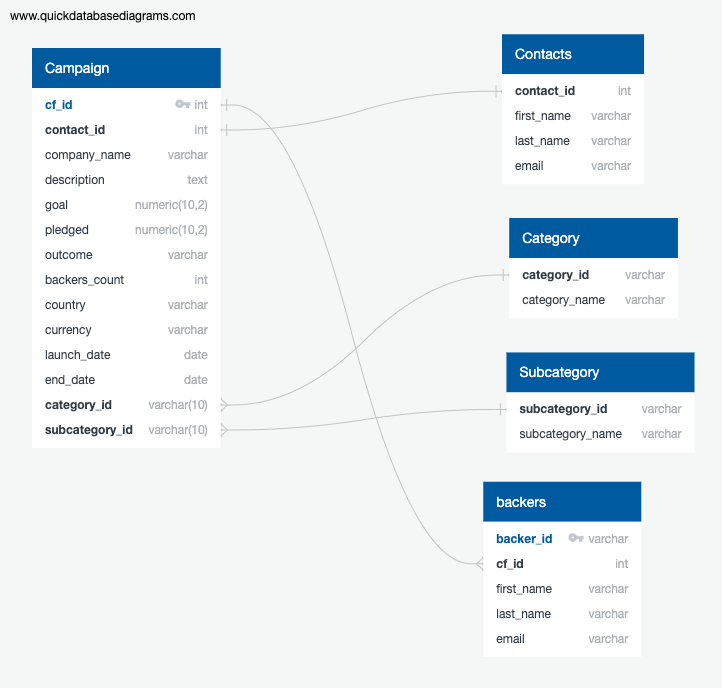 www.quickdatabasediagrams.com
Campaign
cf_id int
contact_id int
company_name varchar
description text
goal numeric(10,2)
pledged numeric(10,2)
outcome varchar
backers_count int
country varchar
currency varchar
launch_date date
end_date date
category_id varchar(10)
subcategory_id varchar(10)
Contacts
contact_id int
first_name varchar
last_name varchar
email varchar
Category
category_id varchar
category_name varchar
Subcategory
subcategory_id varchar
subcategory_name varchar
backers
backer_id varchar
cf_id int
first_name varchar
last_name varchar
email varchar